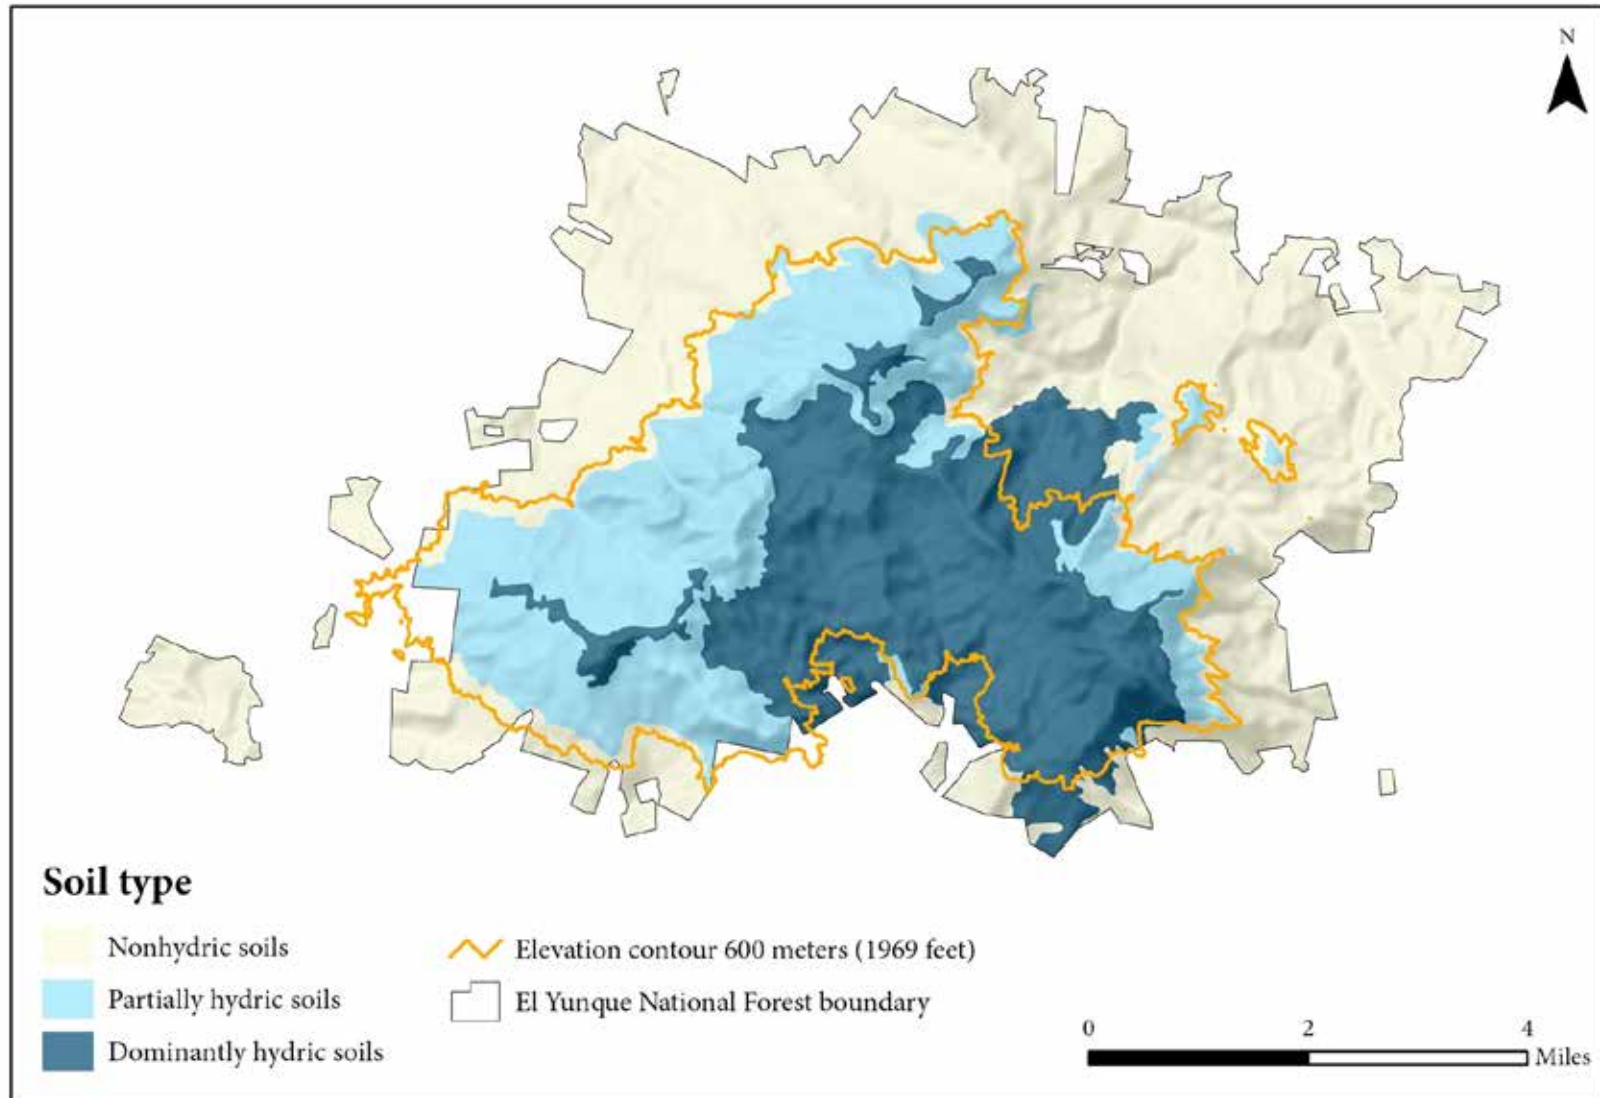 N
Soil type
Nonhydric soils
Partially hydric soils
Dominantly hydric soils
Elevation contour 600 meters (1969 feet)
El Yunque National Forest boundary
0 2 4
Miles